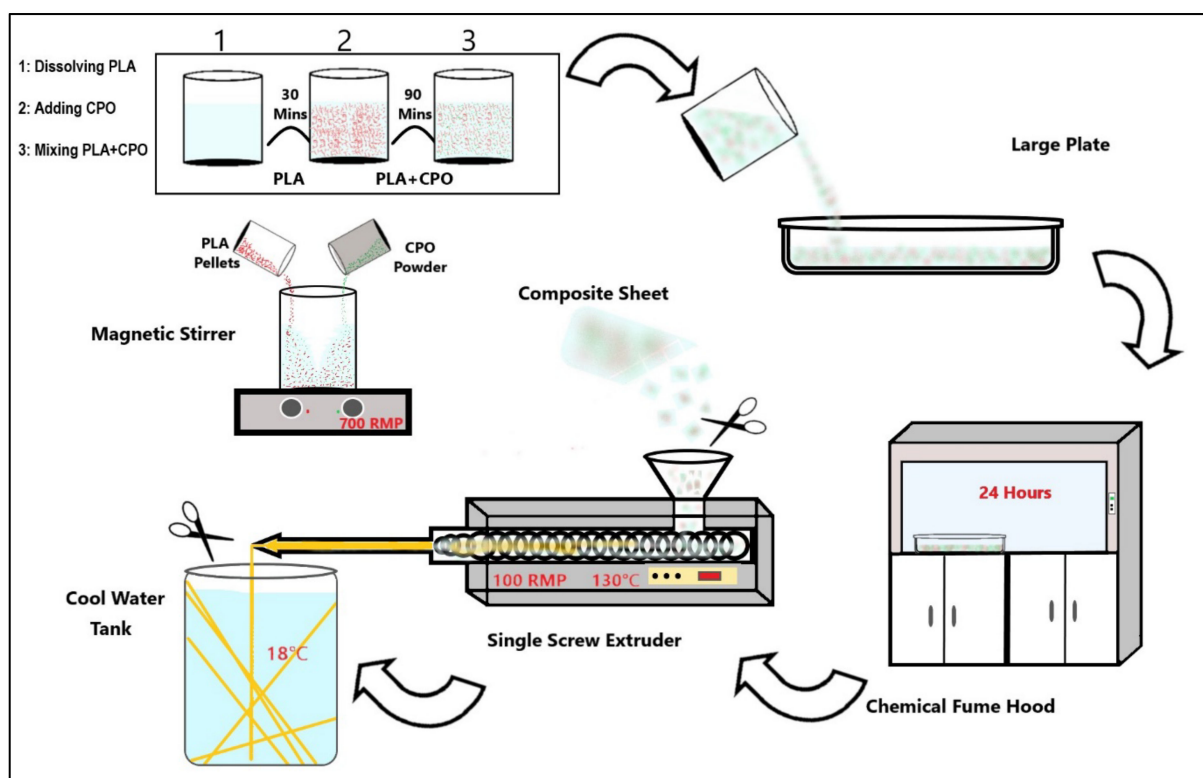 1 2 3
1: Dissolving PLA
2: Adding CPO
3: Mixing PLA+CPO
30
Mins
90
Mins
PLA
PLA+CPO
Large Plate
PLA
Pellets
CPO
Powder
Magnetic Stirrer
700 RMP
Composite Sheet
24 Hours
Chemical Fume Hood
100 RMP 130°C
Single Screw Extruder
Cool Water
Tank
18°C